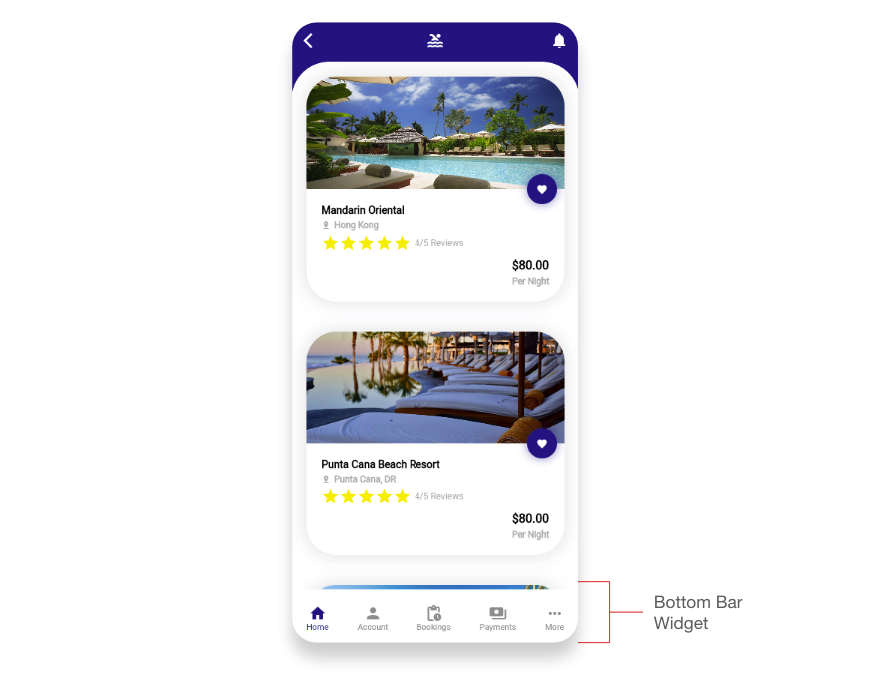 Mandarin Oriental
Hong Kong
4/5 Reviews
$80.00
Per Night
Punta Cana Beach Resort
Punta Cana, DR
4/5 Reviews
$80.00
Per Night
Home Account Bookings Payments More
Bottom Bar
Widget